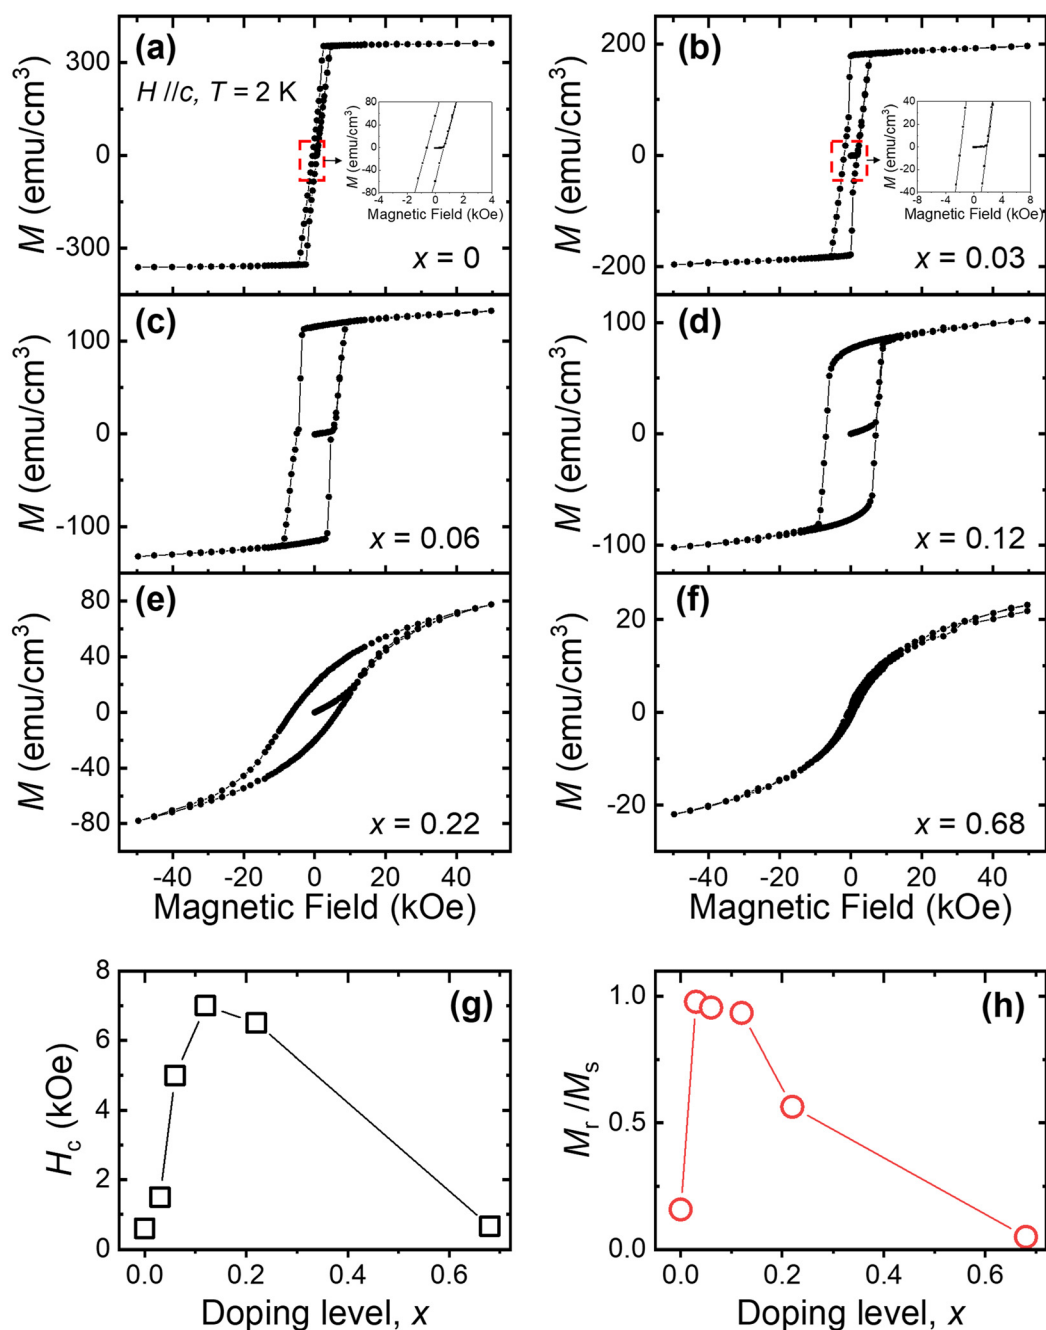 (a)
H //c, T = 2 K
M (emu/cm³)
300
0
-300
80
40
0
-40
-80
M (emu/cm³)
-4 -2 0 2 4
Magnetic Field (kOe)
x = 0
(b)
M (emu/cm³)
200
0
-200
40
20
0
-20
-40
M (emu/cm³)
-8 -4 0 4 8
Magnetic Field (kOe)
x = 0.03
(c)
M (emu/cm³)
100
0
-100
x = 0.06
(d)
M (emu/cm³)
100
0
-100
x = 0.12
(e)
M (emu/cm³)
80
40
0
-40
-80
x = 0.22
-40 -20 0 20 40
Magnetic Field (kOe)
(f)
M (emu/cm³)
20
0
-20
x = 0.68
-40 -20 0 20 40
Magnetic Field (kOe)
(g)
Hc (kOe)
8
6
4
2
0
0.0 0.2 0.4 0.6
Doping level, x
(h)
Mr /Ms
1.0
0.5
0.0
0.0 0.2 0.4 0.6
Doping level, x